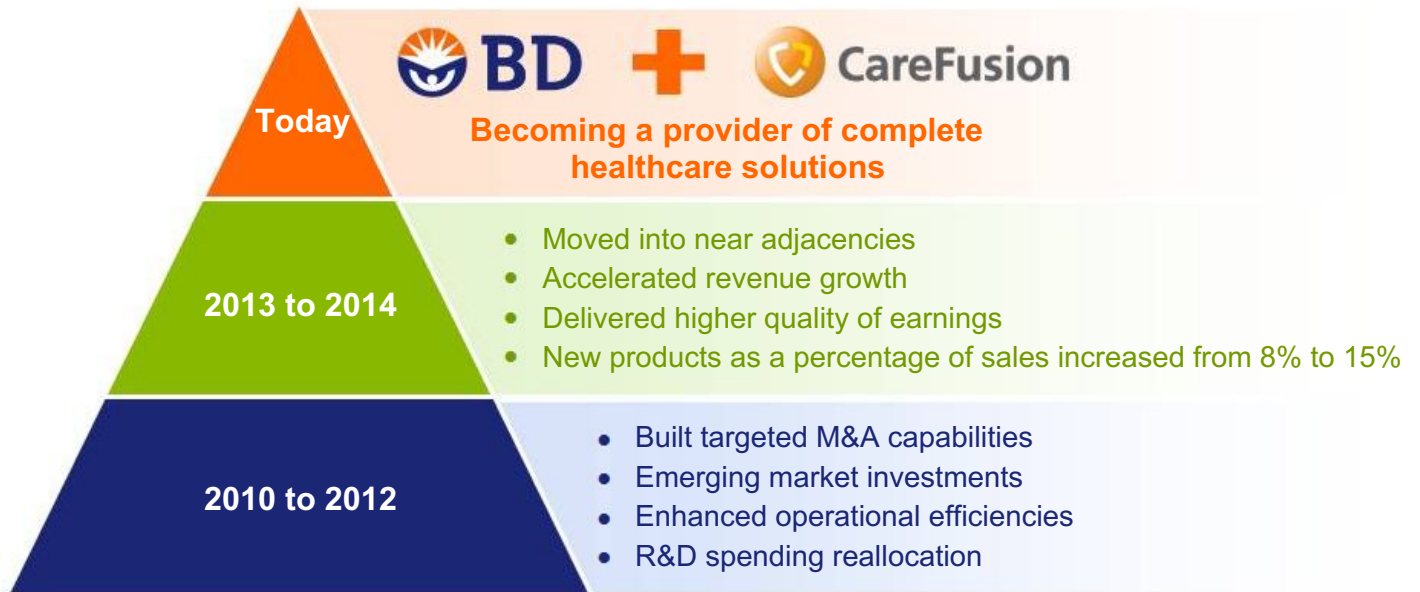 BD + CareFusion
Today
Becoming a provider of complete
healthcare solutions
2013 to 2014
• Moved into near adjacencies
• Accelerated revenue growth
• Delivered higher quality of earnings
• New products as a percentage of sales increased from 8% to 15%
2010 to 2012
• Built targeted M&A capabilities
• Emerging market investments
• Enhanced operational efficiencies
• R&D spending reallocation